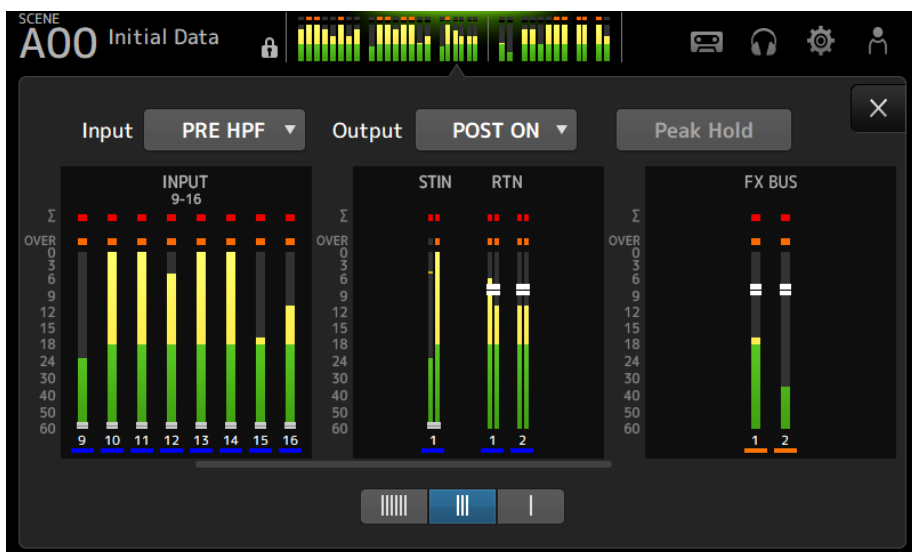 SCENE
A00 Initial Data
Input PRE HPF Output POST ON Peak Hold
INPUT
9-16
STIN RTN
FX BUS
Σ Σ Σ
OVER OVER OVER
0 0 0
3 3 3
6 6 6
9 9 9
12 12 12
15 15 15
18 18 18
24 24 24
30 30 30
40 40 40
50 50 50
60 60 60
9 10 11 12 13 14 15 16 1 1 2 1 2